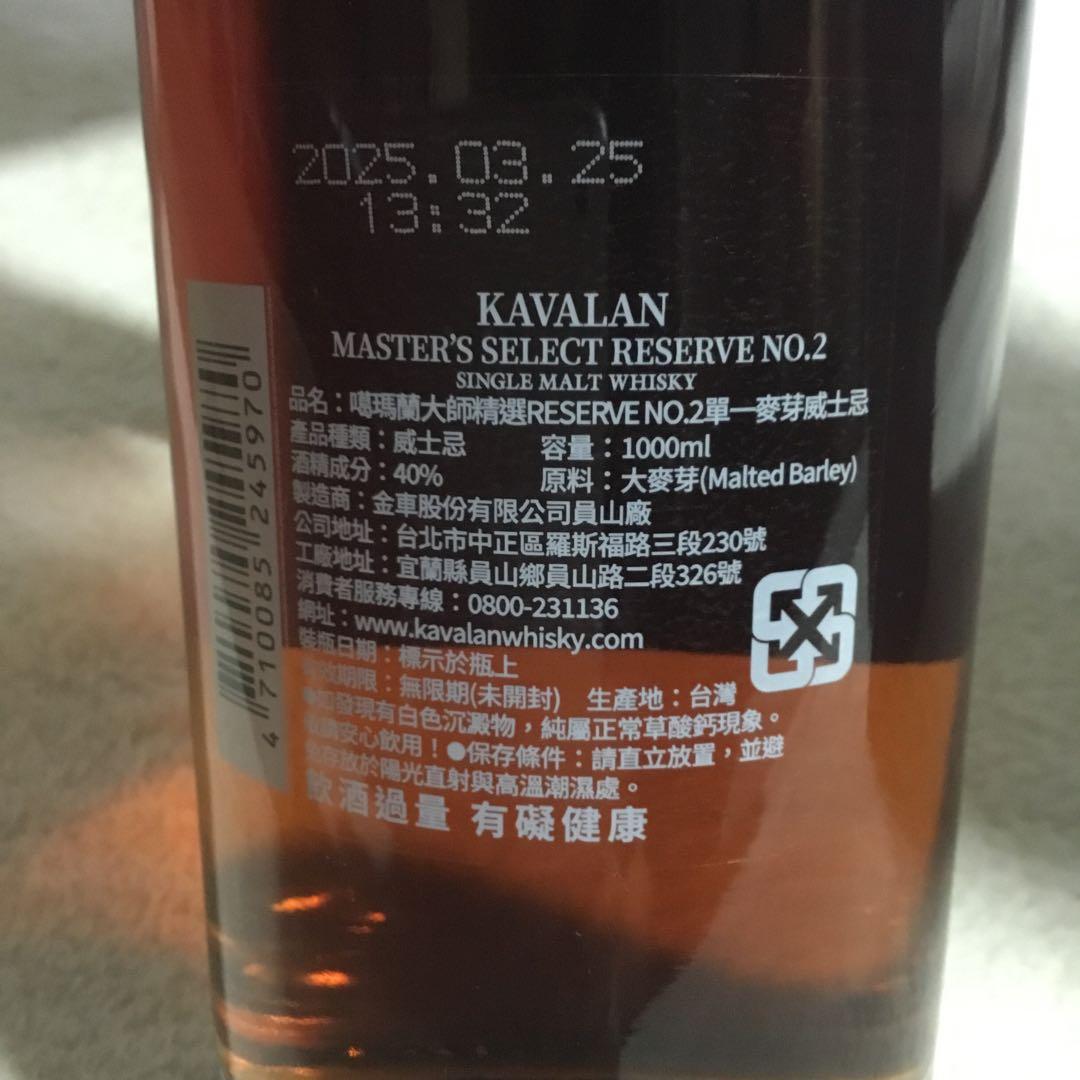 2025.03.25
13:32
KAVALAN
MASTER'S SELECT RESERVE NO.2
SINGLE MALT WHISKY
品名：噶瑪蘭大師精選RESERVE NO.2單一麥芽威士忌
產品種類：威士忌 容量：1000ml
酒精成分：40% 原料：大麥芽(Malted Barley)
製造商：金車股份有限公司員山廠
公司地址：台北市中正區羅斯福路三段230號
工廠地址：宜蘭縣員山鄉員山路二段326號
消費者服務專線：0800-231136
網址：www.kavalanwhisky.com
裝瓶日期：標示於瓶上
有效期限：無限期(未開封) 生產地：台灣
●如發現有白色沉澱物，純屬正常草酸鈣現象。
敬請安心飲用！●保存條件：請直立放置，並避
免存放於陽光直射與高溫潮濕處。
飲酒過量 有礙健康
4710085245970